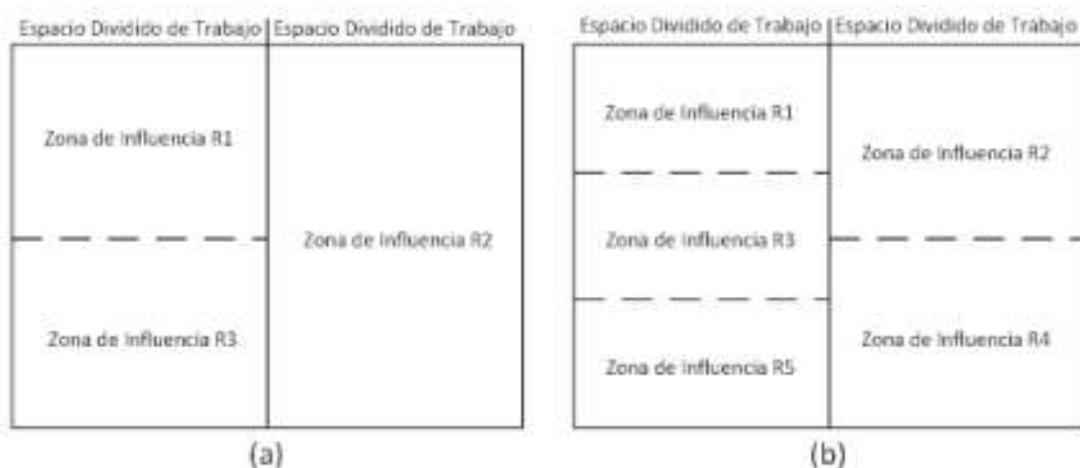 Espacio Dividido de Trabajo Espacio Dividido de Trabajo
Zona de Influencia R1
Zona de Influencia R2
Zona de Influencia R3
(a)
Espacio Dividido de Trabajo Espacio Dividido de Trabajo
Zona de Influencia R1
Zona de Influencia R2
Zona de Influencia R3
Zona de Influencia R4
Zona de Influencia R5
(b)